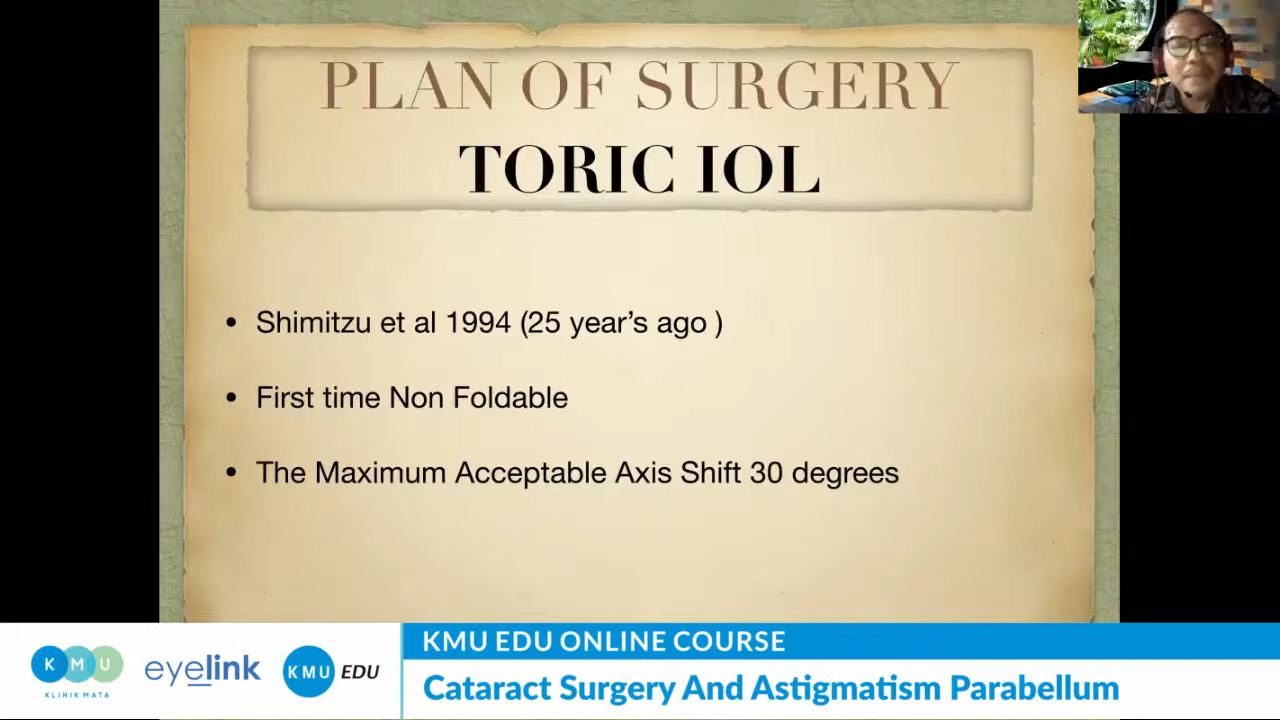 PLAN OF SURGERY
TORIC IOL
• Shimitzu et al 1994 (25 year’s ago )
• First time Non Foldable
• The Maximum Acceptable Axis Shift 30 degrees
KMU
KLINIK MATA
eyelink
KMU EDU
KMU EDU ONLINE COURSE
Cataract Surgery And Astigmatism Parabellum